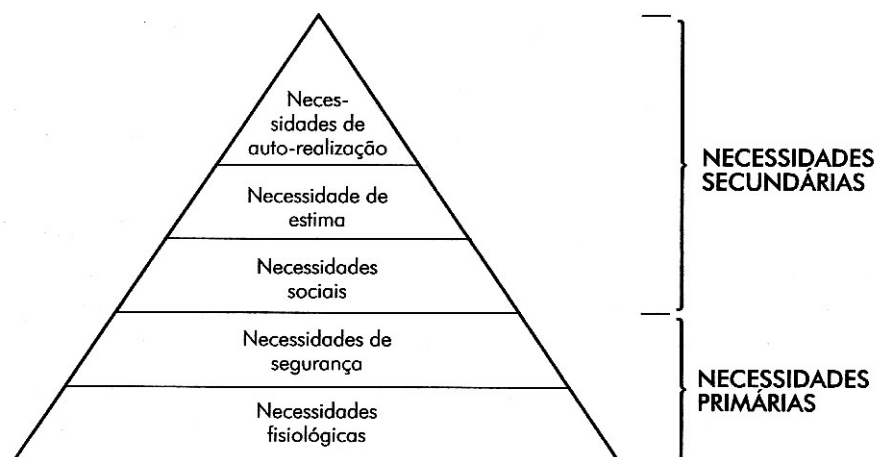 Neces-
sidades de
auto-realização
Necessidade de
estima
Necessidades
sociais
Necessidades de
segurança
Necessidades
fisiológicas
NECESSIDADES
SECUNDÁRIAS
NECESSIDADES
PRIMÁRIAS